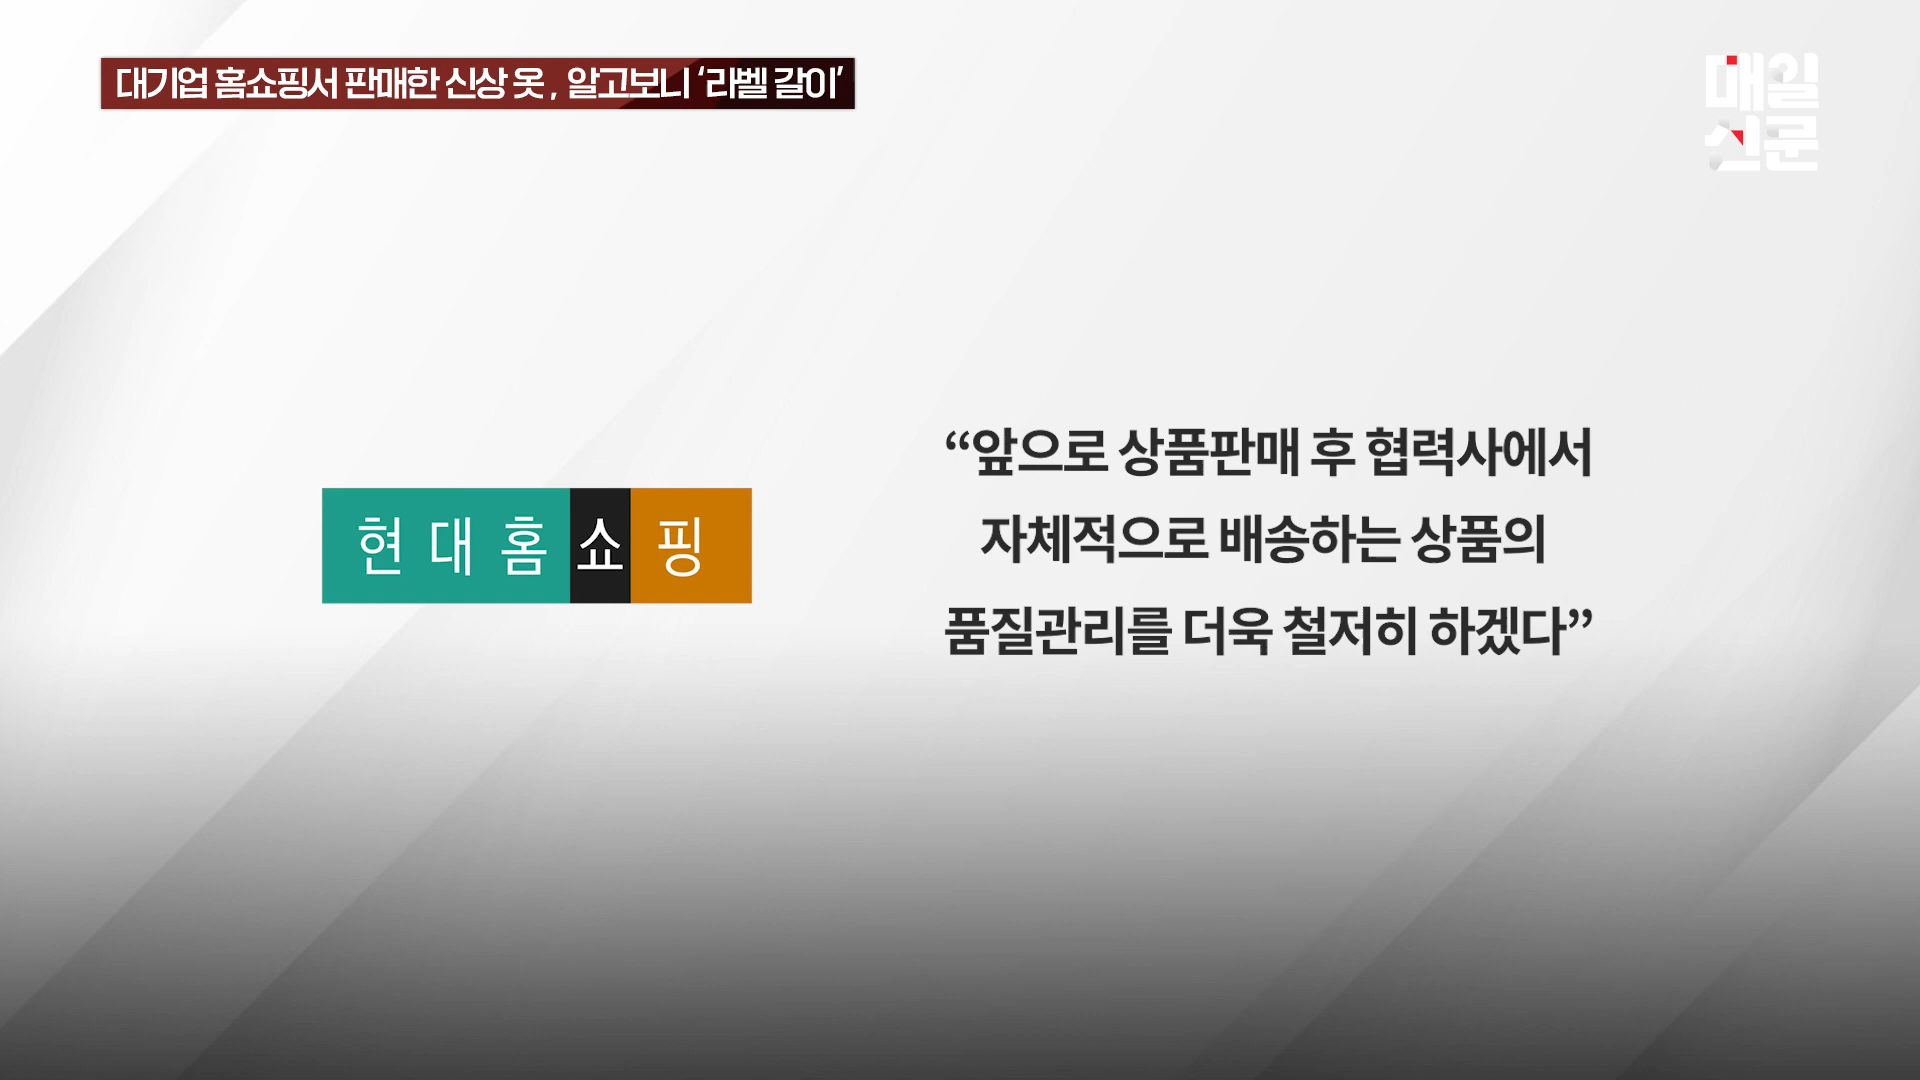 대기업 홈쇼핑서 판매한 신상 옷, 알고보니 ‘라벨 갈이’
매일
신문
현대홈쇼핑
“앞으로 상품판매 후 협력사에서
자체적으로 배송하는 상품의
품질관리를 더욱 철저히 하겠다”